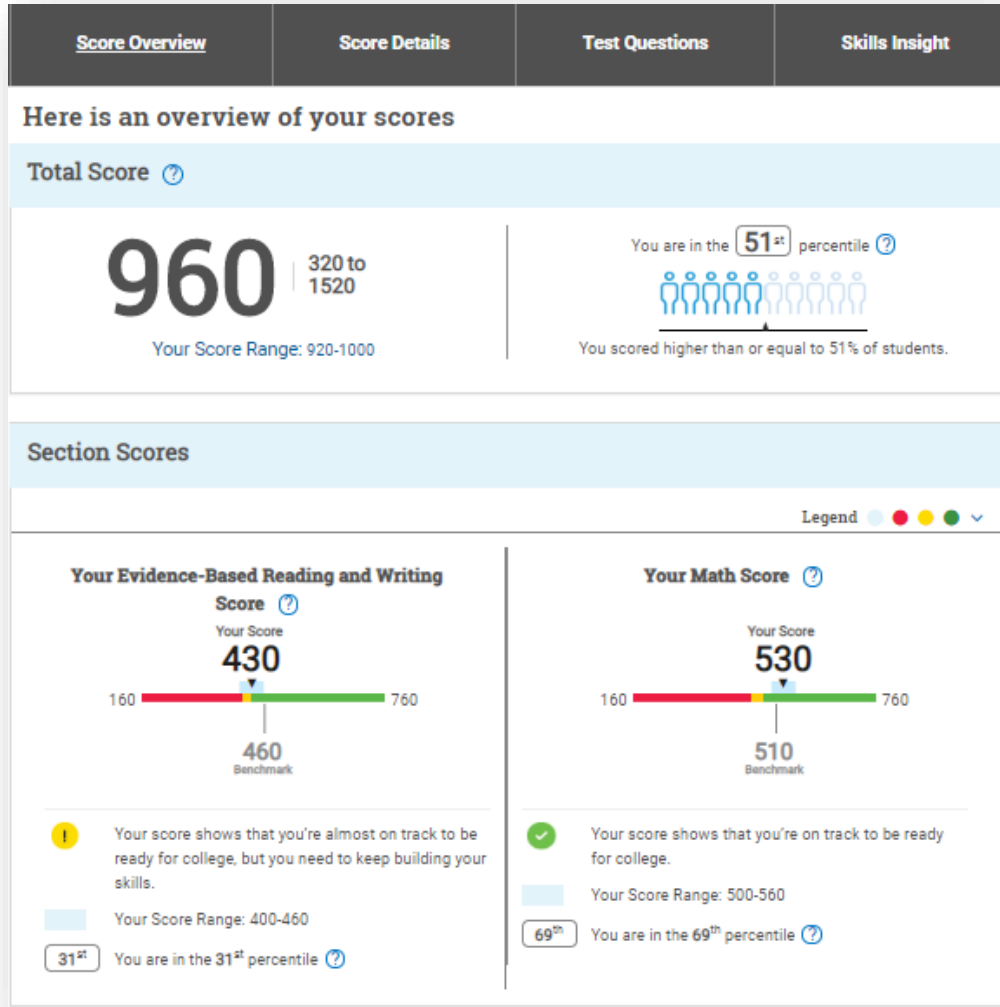 Score Overview
Score Details
Test Questions
Skills Insight
Here is an overview of your scores
Total Score ?
960
320 to
1520
Your Score Range: 920-1000
You are in the 51st percentile ?
You scored higher than or equal to 51% of students.
Section Scores
Legend
Your Evidence-Based Reading and Writing
Score ?
Your Score
430
160
760
460
Benchmark
! Your score shows that you're almost on track to be
ready for college, but you need to keep building your
skills.
Your Score Range: 400-460
31st You are in the 31st percentile ?
Your Math Score ?
Your Score
530
160
760
510
Benchmark
Your score shows that you're on track to be ready
for college.
Your Score Range: 500-560
69th You are in the 69th percentile ?